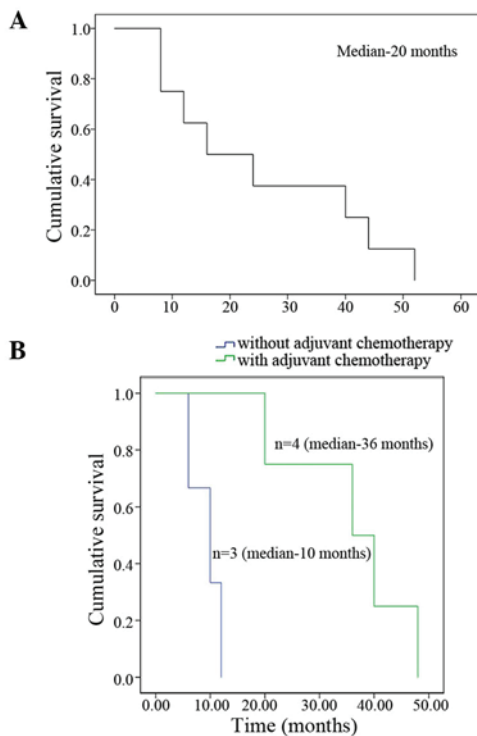 A
Median-20 months
Cumulative survival
1.0
0.8
0.6
0.4
0.2
0.0
0 10 20 30 40 50 60
B
without adjuvant chemotherapy
with adjuvant chemotherapy
n=4 (median-36 months)
n=3 (median-10 months)
Cumulative survival
1.0
0.8
0.6
0.4
0.2
0.0
0.00 10.00 20.00 30.00 40.00 50.00
Time (months)